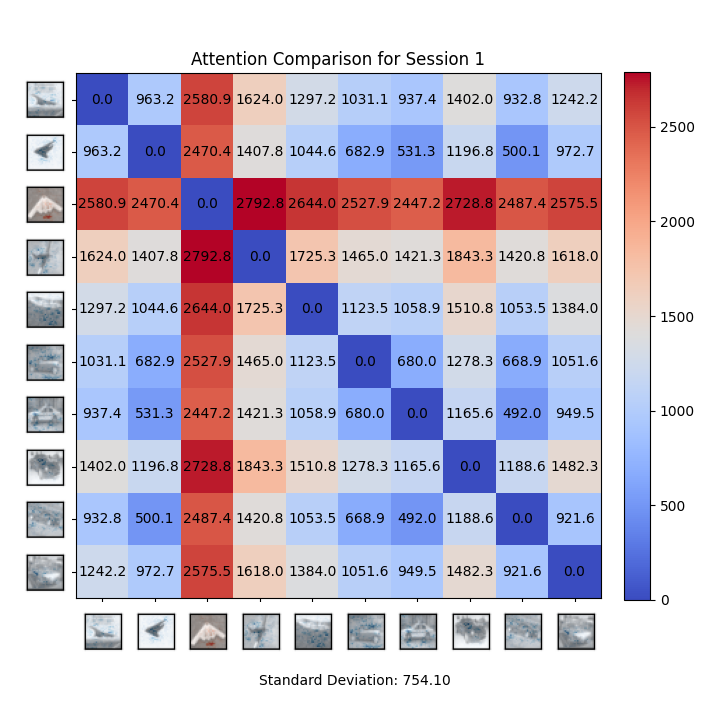 Attention Comparison for Session 1
0.0 963.2 2580.9 1624.0 1297.2 1031.1 937.4 1402.0 932.8 1242.2
963.2 0.0 2470.4 1407.8 1044.6 682.9 531.3 1196.8 500.1 972.7
2580.9 2470.4 0.0 2792.8 2644.0 2527.9 2447.2 2728.8 2487.4 2575.5
1624.0 1407.8 2792.8 0.0 1725.3 1465.0 1421.3 1843.3 1420.8 1618.0
1297.2 1044.6 2644.0 1725.3 0.0 1123.5 1058.9 1510.8 1053.5 1384.0
1031.1 682.9 2527.9 1465.0 1123.5 0.0 680.0 1278.3 668.9 1051.6
937.4 531.3 2447.2 1421.3 1058.9 680.0 0.0 1165.6 492.0 949.5
1402.0 1196.8 2728.8 1843.3 1510.8 1278.3 1165.6 0.0 1188.6 1482.3
932.8 500.1 2487.4 1420.8 1053.5 668.9 492.0 1188.6 0.0 921.6
1242.2 972.7 2575.5 1618.0 1384.0 1051.6 949.5 1482.3 921.6 0.0
2500
2000
1500
1000
500
0
Standard Deviation: 754.10